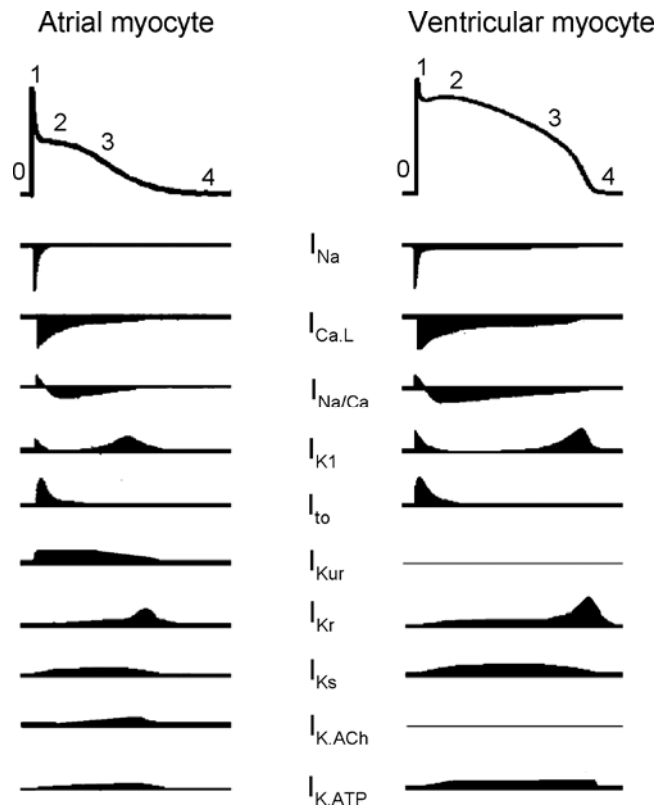 Atrial myocyte Ventricular myocyte
1 1
2 3 2 3
0 4 0 4
I_Na
I_Ca.L
I_Na/Ca
I_K1
I_to
I_Kur
I_Kr
I_Ks
I_K.ACh
I_K.ATP